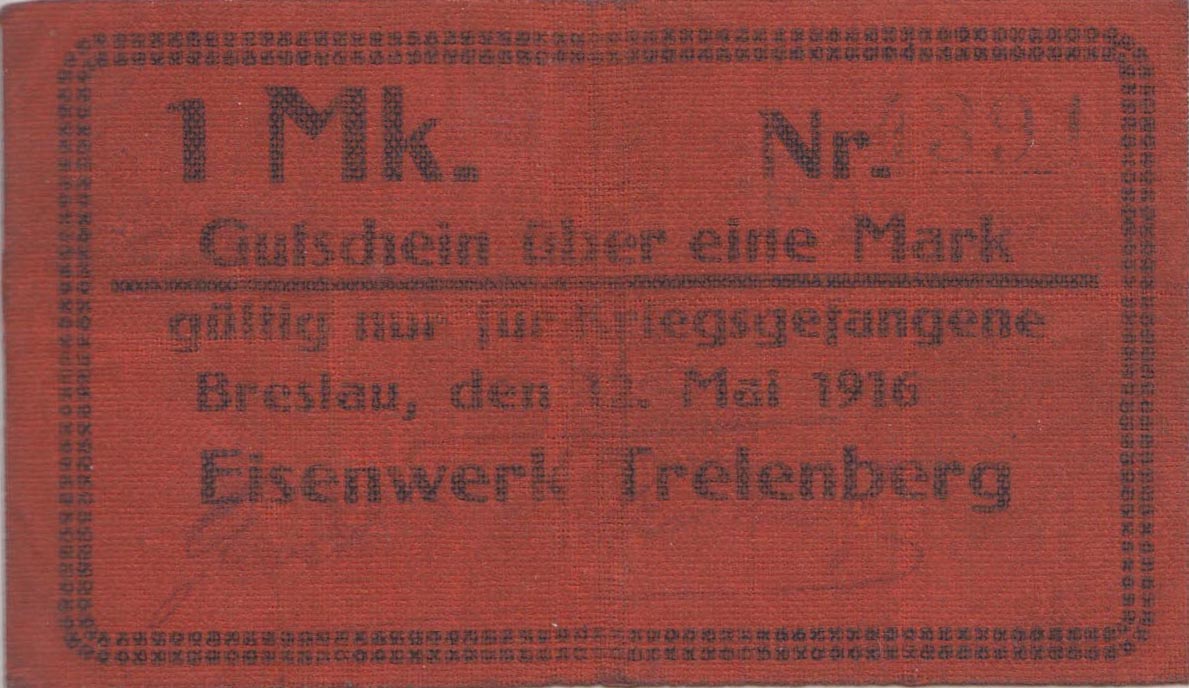 1 Mk. Nr.
Gutschein über eine Mark
gültig nur für Kriegsgefangene
Breslau, den 12. Mai 1916
Eisenwerk Trelenberg